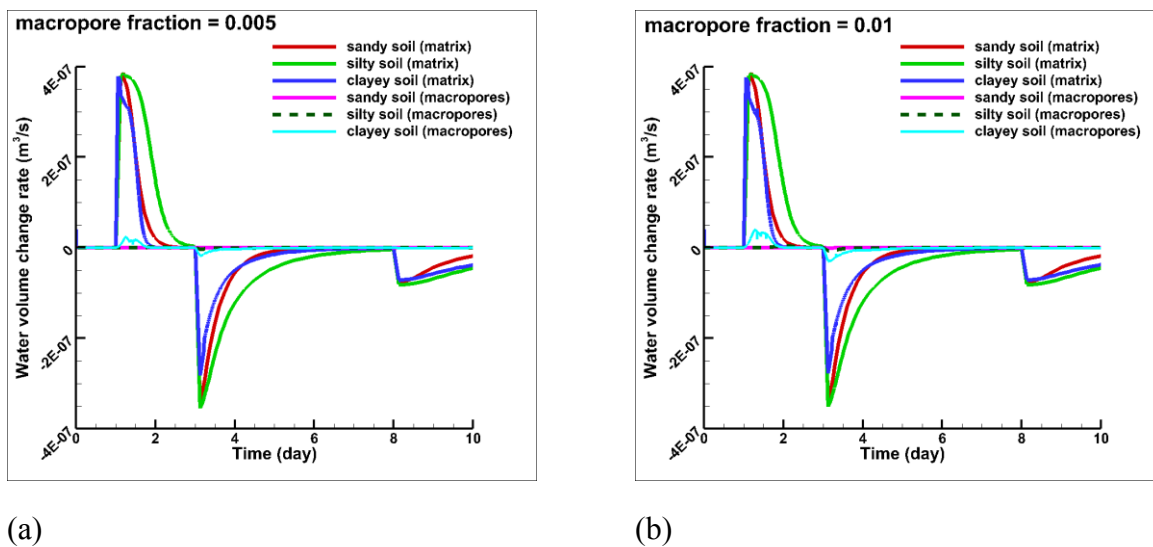 macropore fraction = 0.005
sandy soil (matrix)
silty soil (matrix)
clayey soil (matrix)
sandy soil (macropores)
silty soil (macropores)
clayey soil (macropores)
Water volume change rate (m³/s)
4E-07
2E-07
0
-2E-07
-4E-07
0 2 4 6 8 10
Time (day)
(a)
macropore fraction = 0.01
sandy soil (matrix)
silty soil (matrix)
clayey soil (matrix)
sandy soil (macropores)
silty soil (macropores)
clayey soil (macropores)
Water volume change rate (m³/s)
4E-07
2E-07
0
-2E-07
-4E-07
0 2 4 6 8 10
Time (day)
(b)